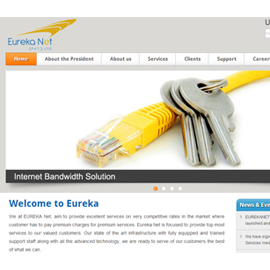 Eureka Net
U
Home About the President About us Services Clients Support Career
Internet Bandwidth Solution
Welcome to Eureka
News & Eve
We at EUREKA Net, aim to provide excellent services on very competitive rates in the market where
customer has to pay premium charges for premium services. Eureka Net is focused to provide top most
services to our valued customers. Our state of the art infrastructure with fully equipped and trained
support staff along with all the advanced technology, we are ready to serve of our customers the best
of what we can.
EUREKANET
launched and
We have sign
Services mark